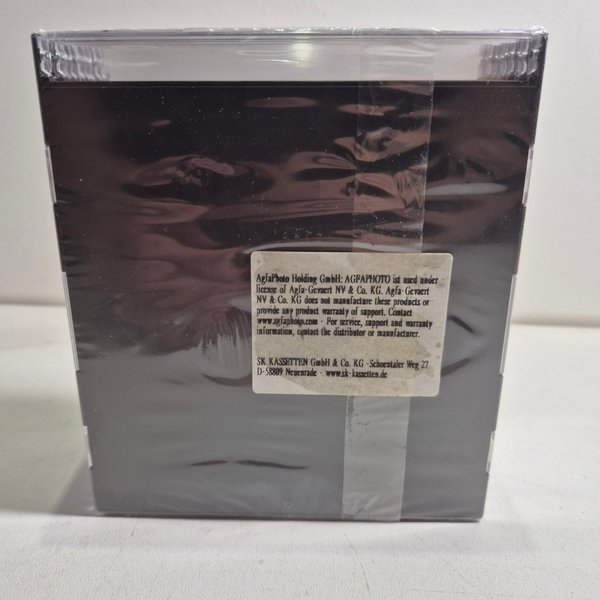 AgfaPhoto Holding GmbH: AGFAPHOTO ist used under
license of Agfa-Gevaert NV & Co. KG. Agfa-Gevaert
NV & Co. KG does not manufacture these products or
provide any product warranty of support. Contact
www.agfaphoto.com - For service, support and warranty
information, contact the distributor or manufacturer.
SK KASSETTEN GmbH & Co. KG - Schoentaler Weg 27
D-58809 Neuenrade - www.sk-kassetten.de